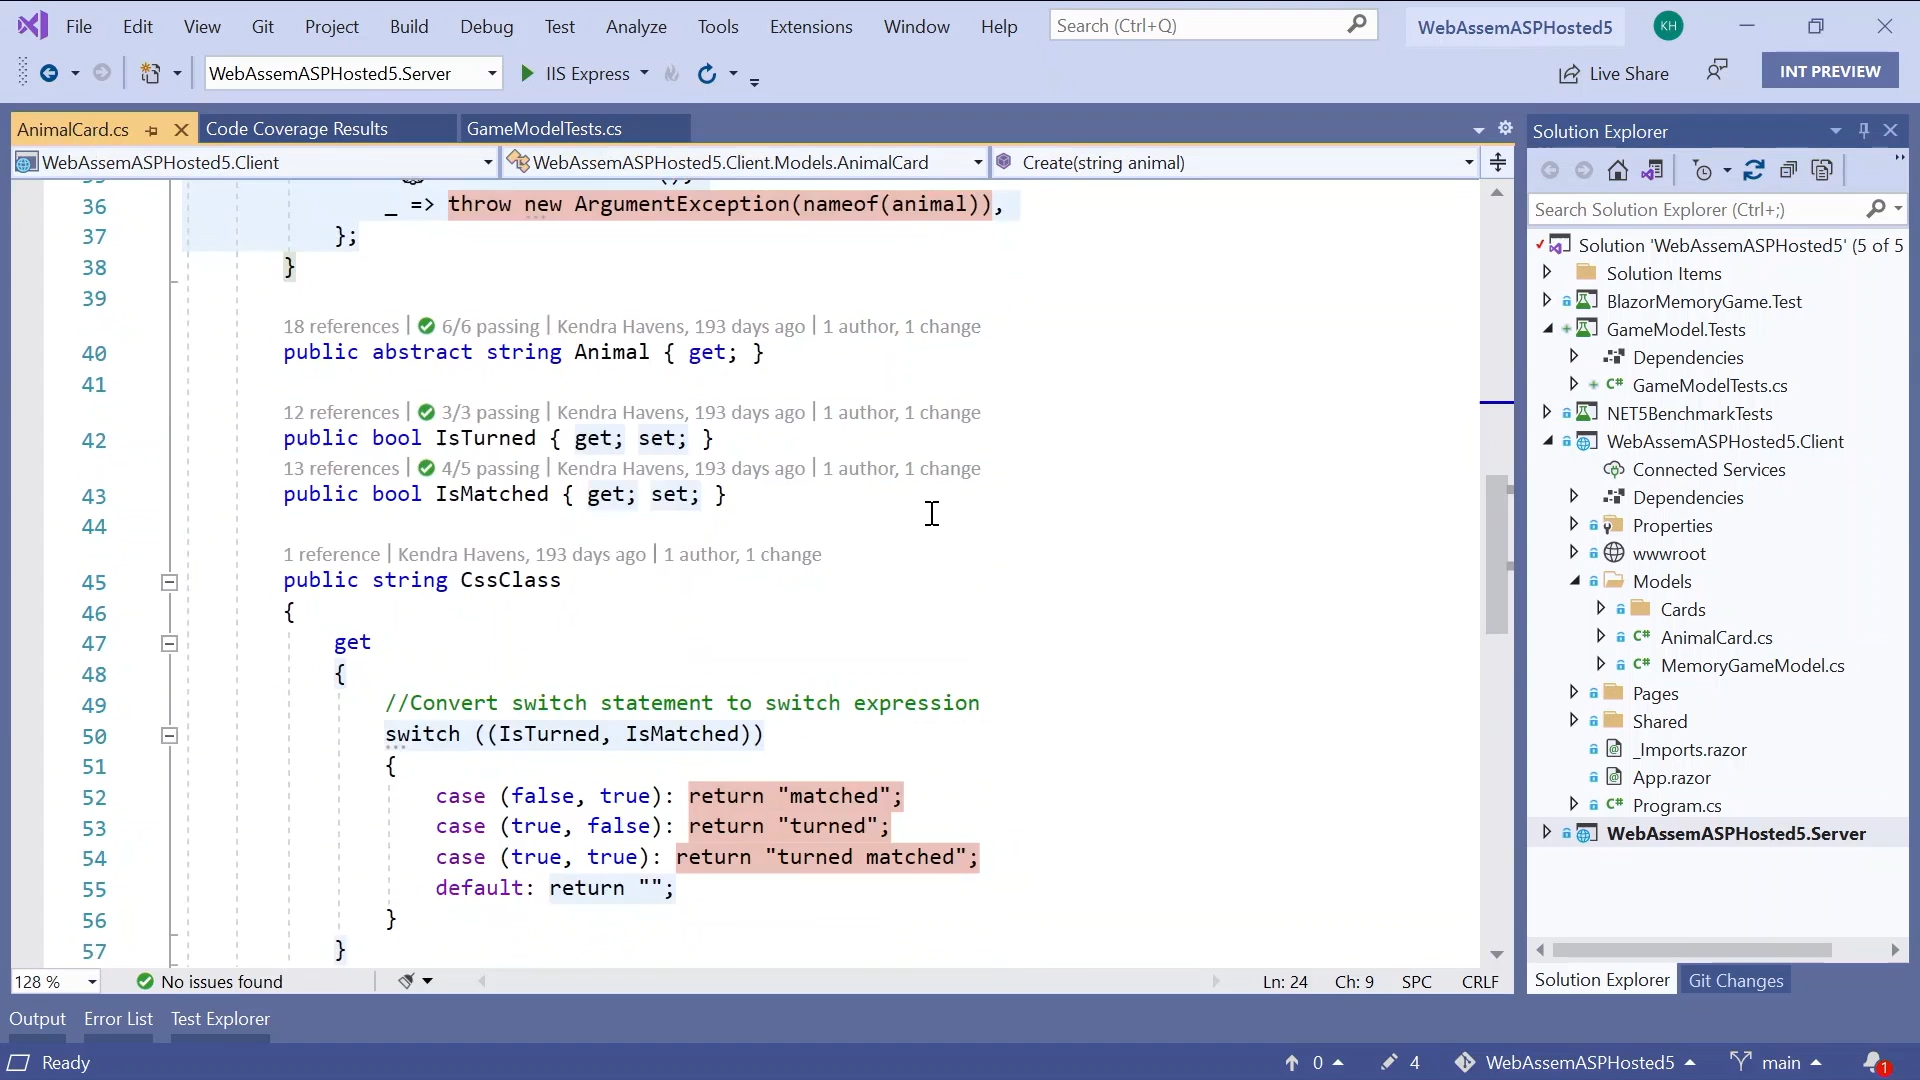 File Edit View Git Project Build Debug Test Analyze Tools Extensions Window Help Search (Ctrl+Q) WebAssemASPHosted5 KH
WebAssemASPHosted5.Server IIS Express Live Share INT PREVIEW
AnimalCard.cs Code Coverage Results GameModelTests.cs
WebAssemASPHosted5.Client WebAssemASPHosted5.Client.Models.AnimalCard Create(string animal)
36 _ => throw new ArgumentException(nameof(animal)),
37 };
38 }
39
18 references | 6/6 passing | Kendra Havens, 193 days ago | 1 author, 1 change
40 public abstract string Animal { get; }
41
12 references | 3/3 passing | Kendra Havens, 193 days ago | 1 author, 1 change
42 public bool IsTurned { get; set; }
13 references | 4/5 passing | Kendra Havens, 193 days ago | 1 author, 1 change
43 public bool IsMatched { get; set; }
44
1 reference | Kendra Havens, 193 days ago | 1 author, 1 change
45 public string CssClass
46 {
47 get
48 {
49 //Convert switch statement to switch expression
50 switch ((IsTurned, IsMatched))
51 {
52 case (false, true): return "matched";
53 case (true, false): return "turned";
54 case (true, true): return "turned matched";
55 default: return "";
56 }
57 }
128 % No issues found Ln: 24 Ch: 9 SPC CRLF
Solution Explorer
Search Solution Explorer (Ctrl+;)
Solution 'WebAssemASPHosted5' (5 of 5
Solution Items
BlazorMemoryGame.Test
GameModel.Tests
Dependencies
GameModelTests.cs
NET5BenchmarkTests
WebAssemASPHosted5.Client
Connected Services
Dependencies
Properties
wwwroot
Models
Cards
AnimalCard.cs
MemoryGameModel.cs
Pages
Shared
_Imports.razor
App.razor
Program.cs
WebAssemASPHosted5.Server
Solution Explorer Git Changes
Output Error List Test Explorer
Ready 0 4 WebAssemASPHosted5 main 1